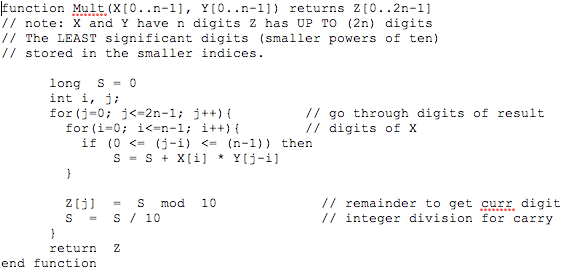 function Mult(X[0..n-1], Y[0..n-1]) returns Z[0..2n-1]
// note: X and Y have n digits Z has UP TO (2n) digits
// The LEAST significant digits (smaller powers of ten)
// stored in the smaller indices.
long S = 0
int i, j;
for(j=0; j<=2n-1; j++){ // go through digits of result
for(i=0; i<=n-1; i++){ // digits of X
if (0 <= (j-i) <= (n-1)) then
S = S + X[i] * Y[j-i]
}
Z[j] = S mod 10 // remainder to get curr digit
S = S / 10 // integer division for carry
}
return Z
end function